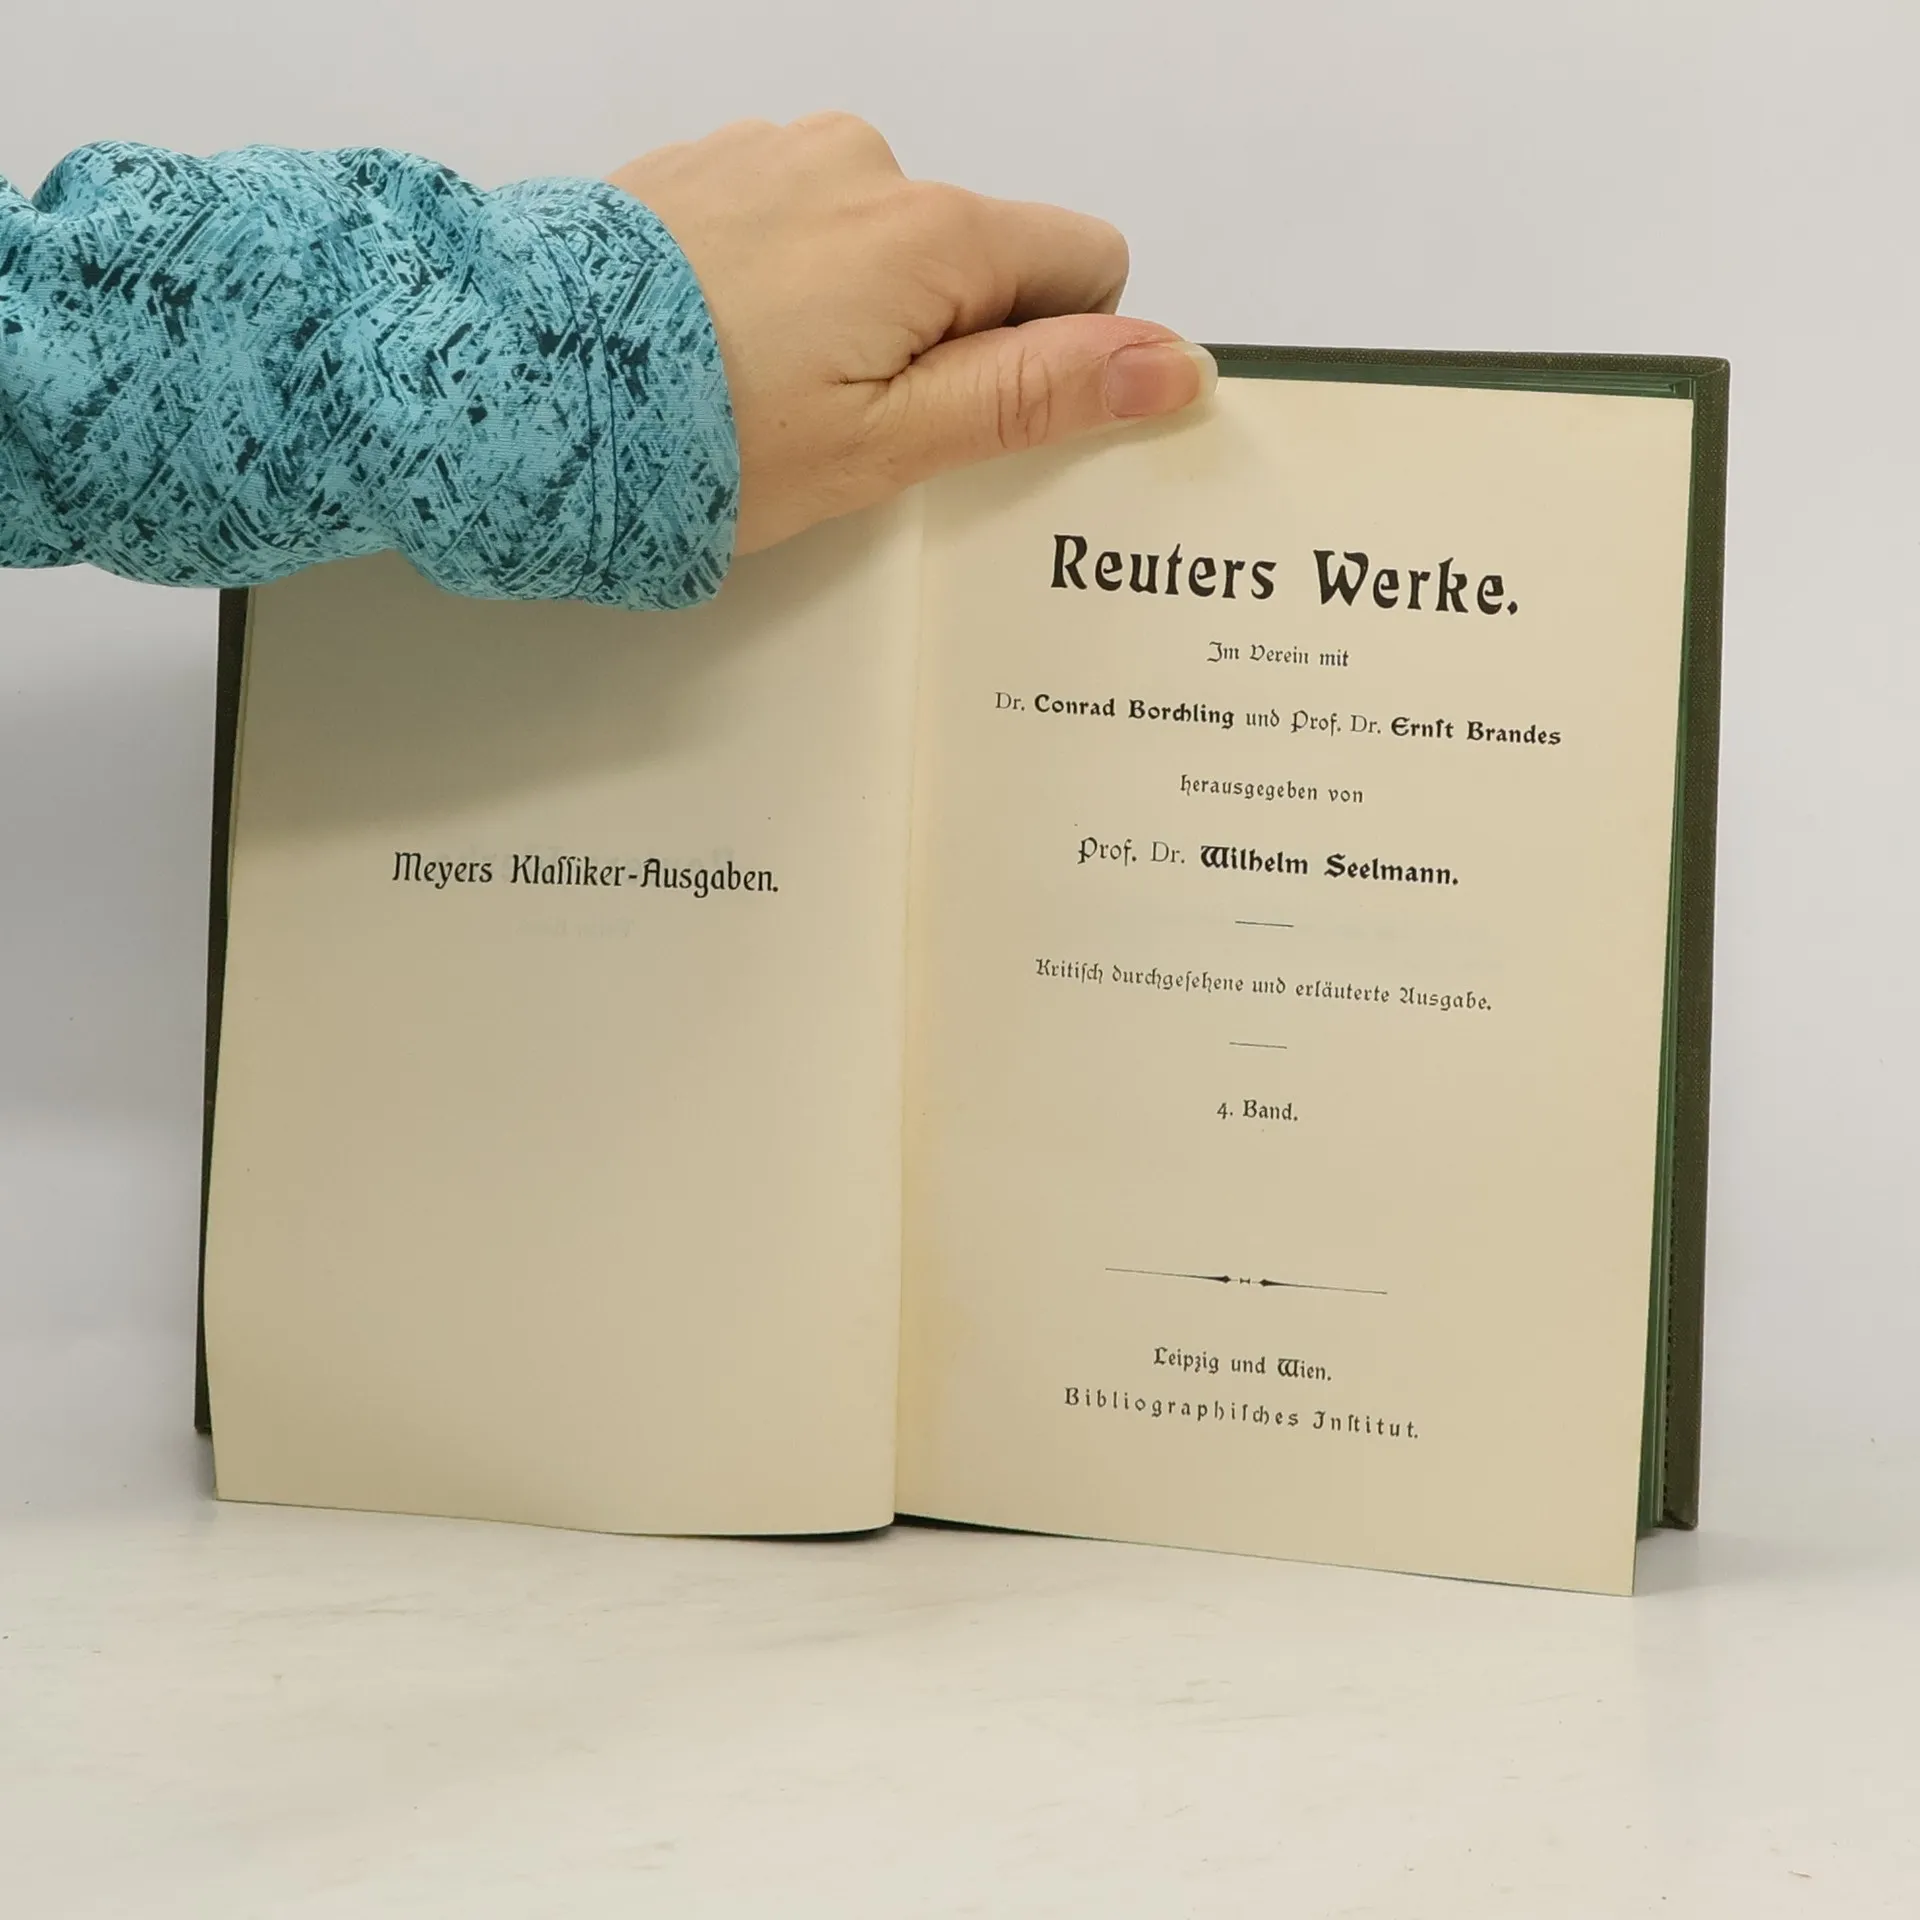 Meyers Klaſſiker-Ausgaben.
Reuters Werke.
Im Verein mit
Dr. Conrad Borchling und Prof. Dr. Ernſt Brandes
herausgegeben von
Prof. Dr. Wilhelm Seelmann.
Kritiſch durchgeſehene und erläuterte Ausgabe.
4. Band.
Leipzig und Wien.
Bibliographiſches Inſtitut.